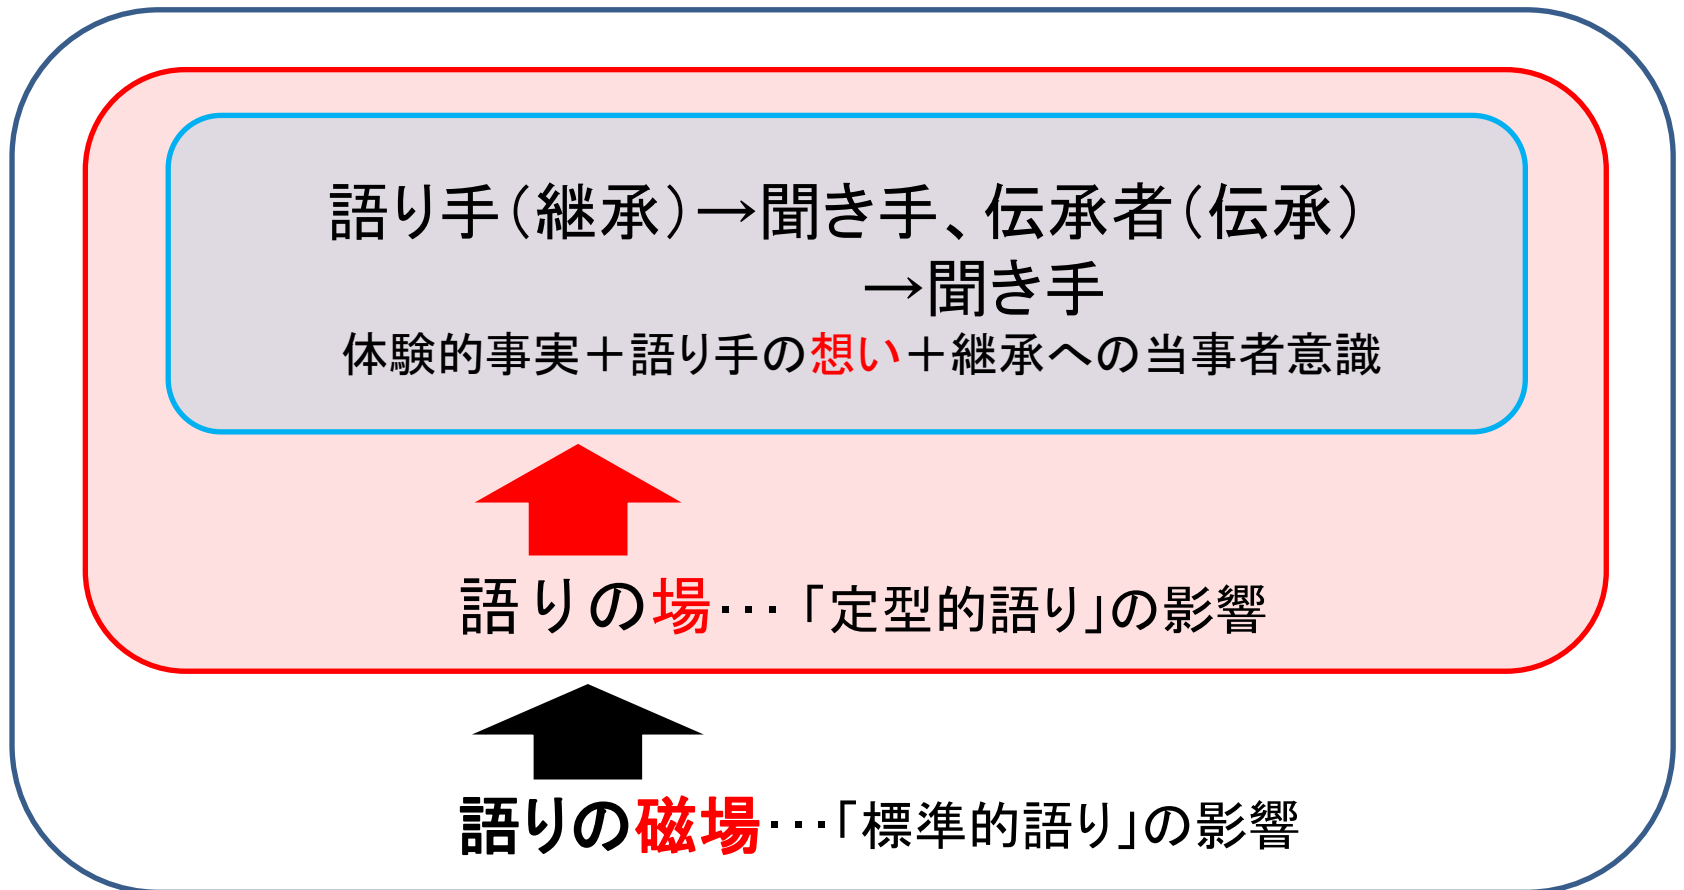 語り手（継承）→聞き手、伝承者（伝承）
→聞き手
体験的事実＋語り手の想い＋継承への当事者意識
語りの場…「定型的語り」の影響
語りの磁場…「標準的語り」の影響